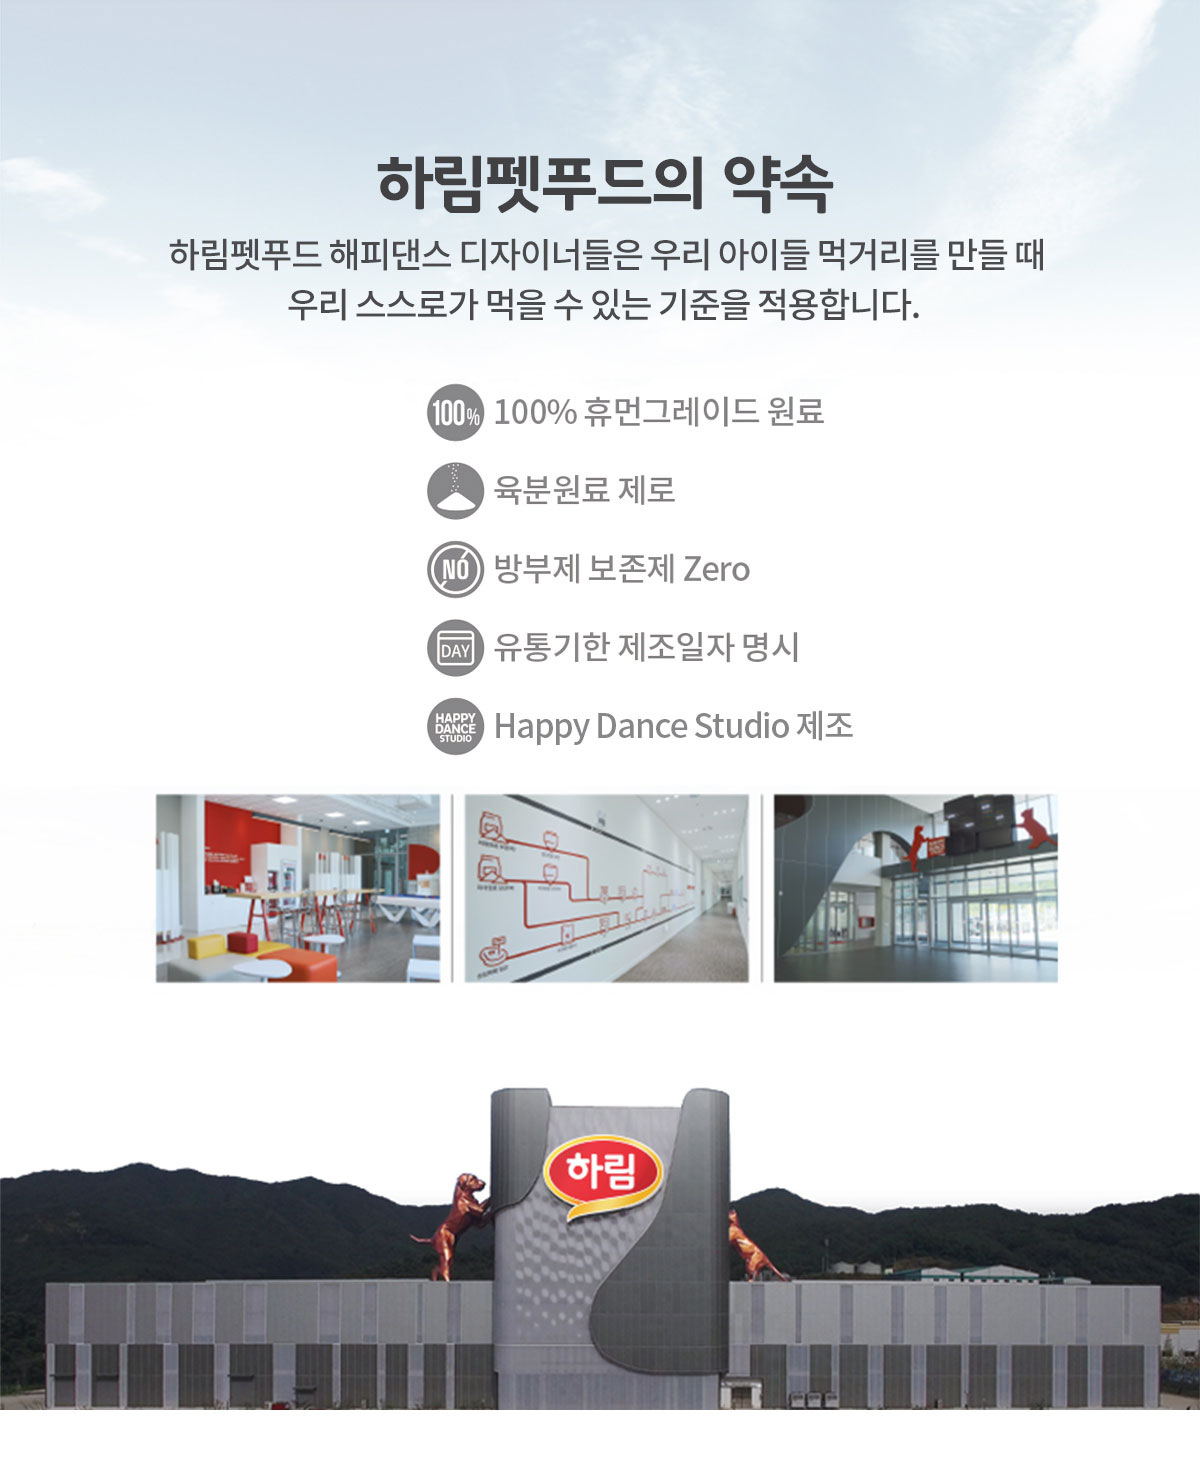 하림펫푸드의 약속
하림펫푸드 해피댄스 디자이너들은 우리 아이들 먹거리를 만들 때
우리 스스로가 먹을 수 있는 기준을 적용합니다.
100% 100% 휴먼그레이드 원료
육분원료 제로
NO 방부제 보존제 Zero
DAY 유통기한 제조일자 명시
HAPPY
DANCE
STUDIO
Happy Dance Studio 제조
하림